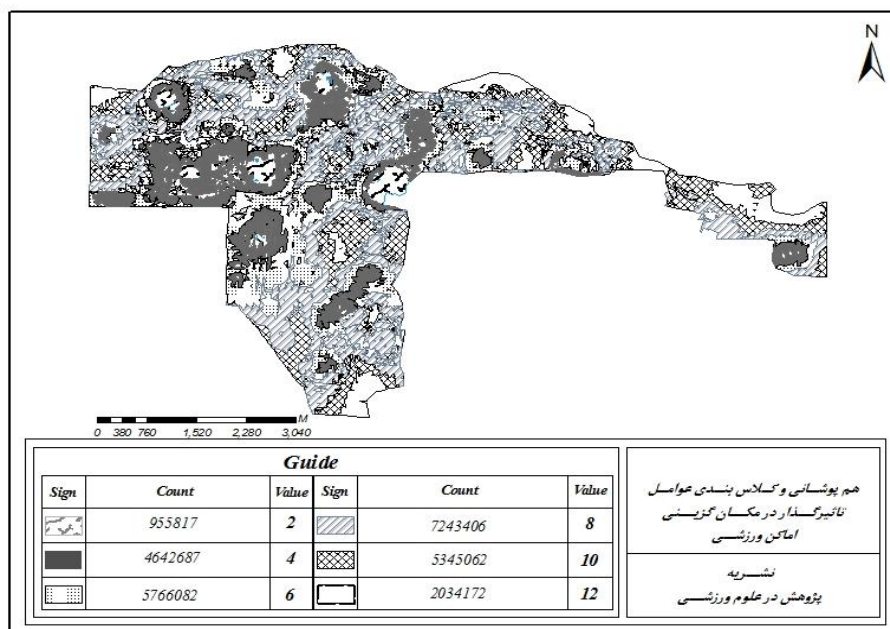 N
M
0 380 760 1,520 2,280 3,040
Guide
Sign Count Value Sign Count Value
955817 2 7243406 8
4642687 4 5345062 10
5766082 6 2034172 12
هم پوشانی و کلاس بندی عوامل
تاثیرگذار در مکان گزینی
اماکن ورزشی
نشریه
پژوهش در علوم ورزشی